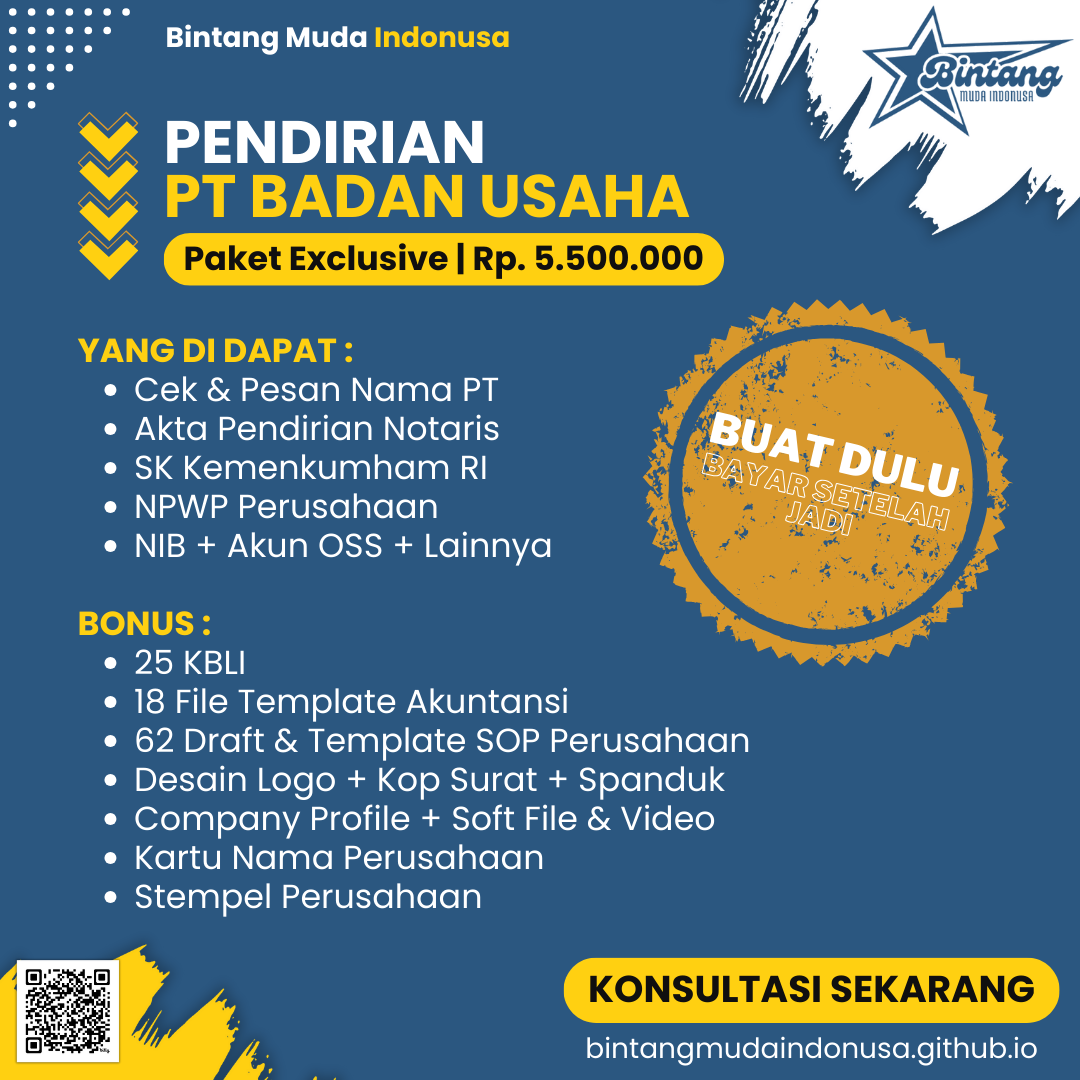 Bintang Muda Indonusa
Bintang
MUDA INDONUSA
PENDIRIAN
PT BADAN USAHA
Paket Exclusive | Rp. 5.500.000
YANG DI DAPAT :
• Cek & Pesan Nama PT
• Akta Pendirian Notaris
• SK Kemenkumham RI
• NPWP Perusahaan
• NIB + Akun OSS + Lainnya
BUAT DULU
BAYAR SETELAH
JADI
BONUS :
• 25 KBLI
• 18 File Template Akuntansi
• 62 Draft & Template SOP Perusahaan
• Desain Logo + Kop Surat + Spanduk
• Company Profile + Soft File & Video
• Kartu Nama Perusahaan
• Stempel Perusahaan
KONSULTASI SEKARANG
bintangmudaindonusa.github.io